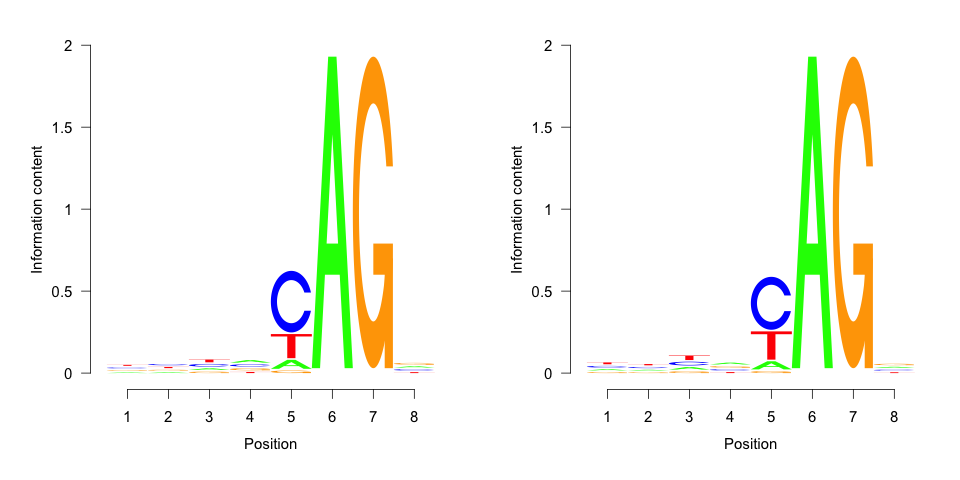 2
1.5
1
0.5
0
Information content
C
T
A
A
G
1 2 3 4 5 6 7 8
Position
2
1.5
1
0.5
0
Information content
C
T
A
A
G
1 2 3 4 5 6 7 8
Position